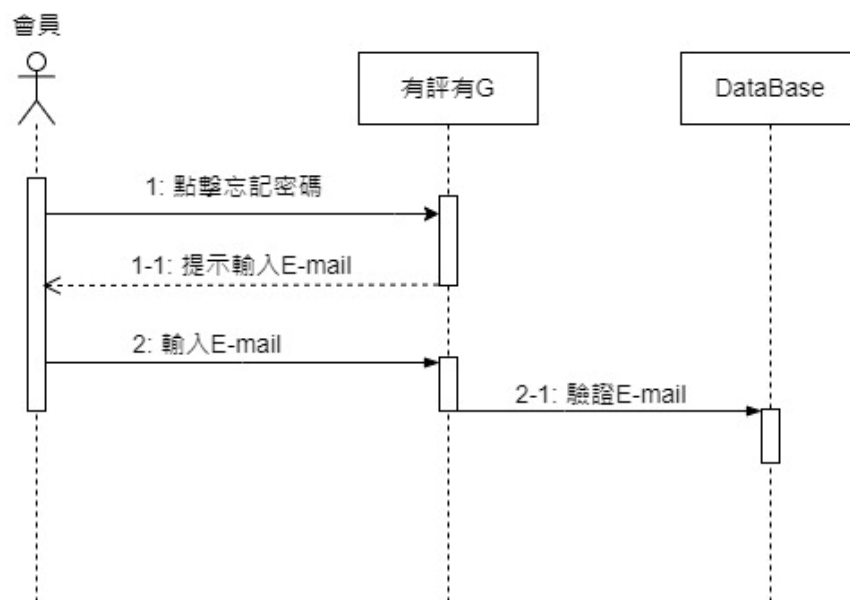 會員
有評有G
DataBase
1: 點擊忘記密碼
1-1: 提示輸入E-mail
2: 輸入E-mail
2-1: 驗證E-mail